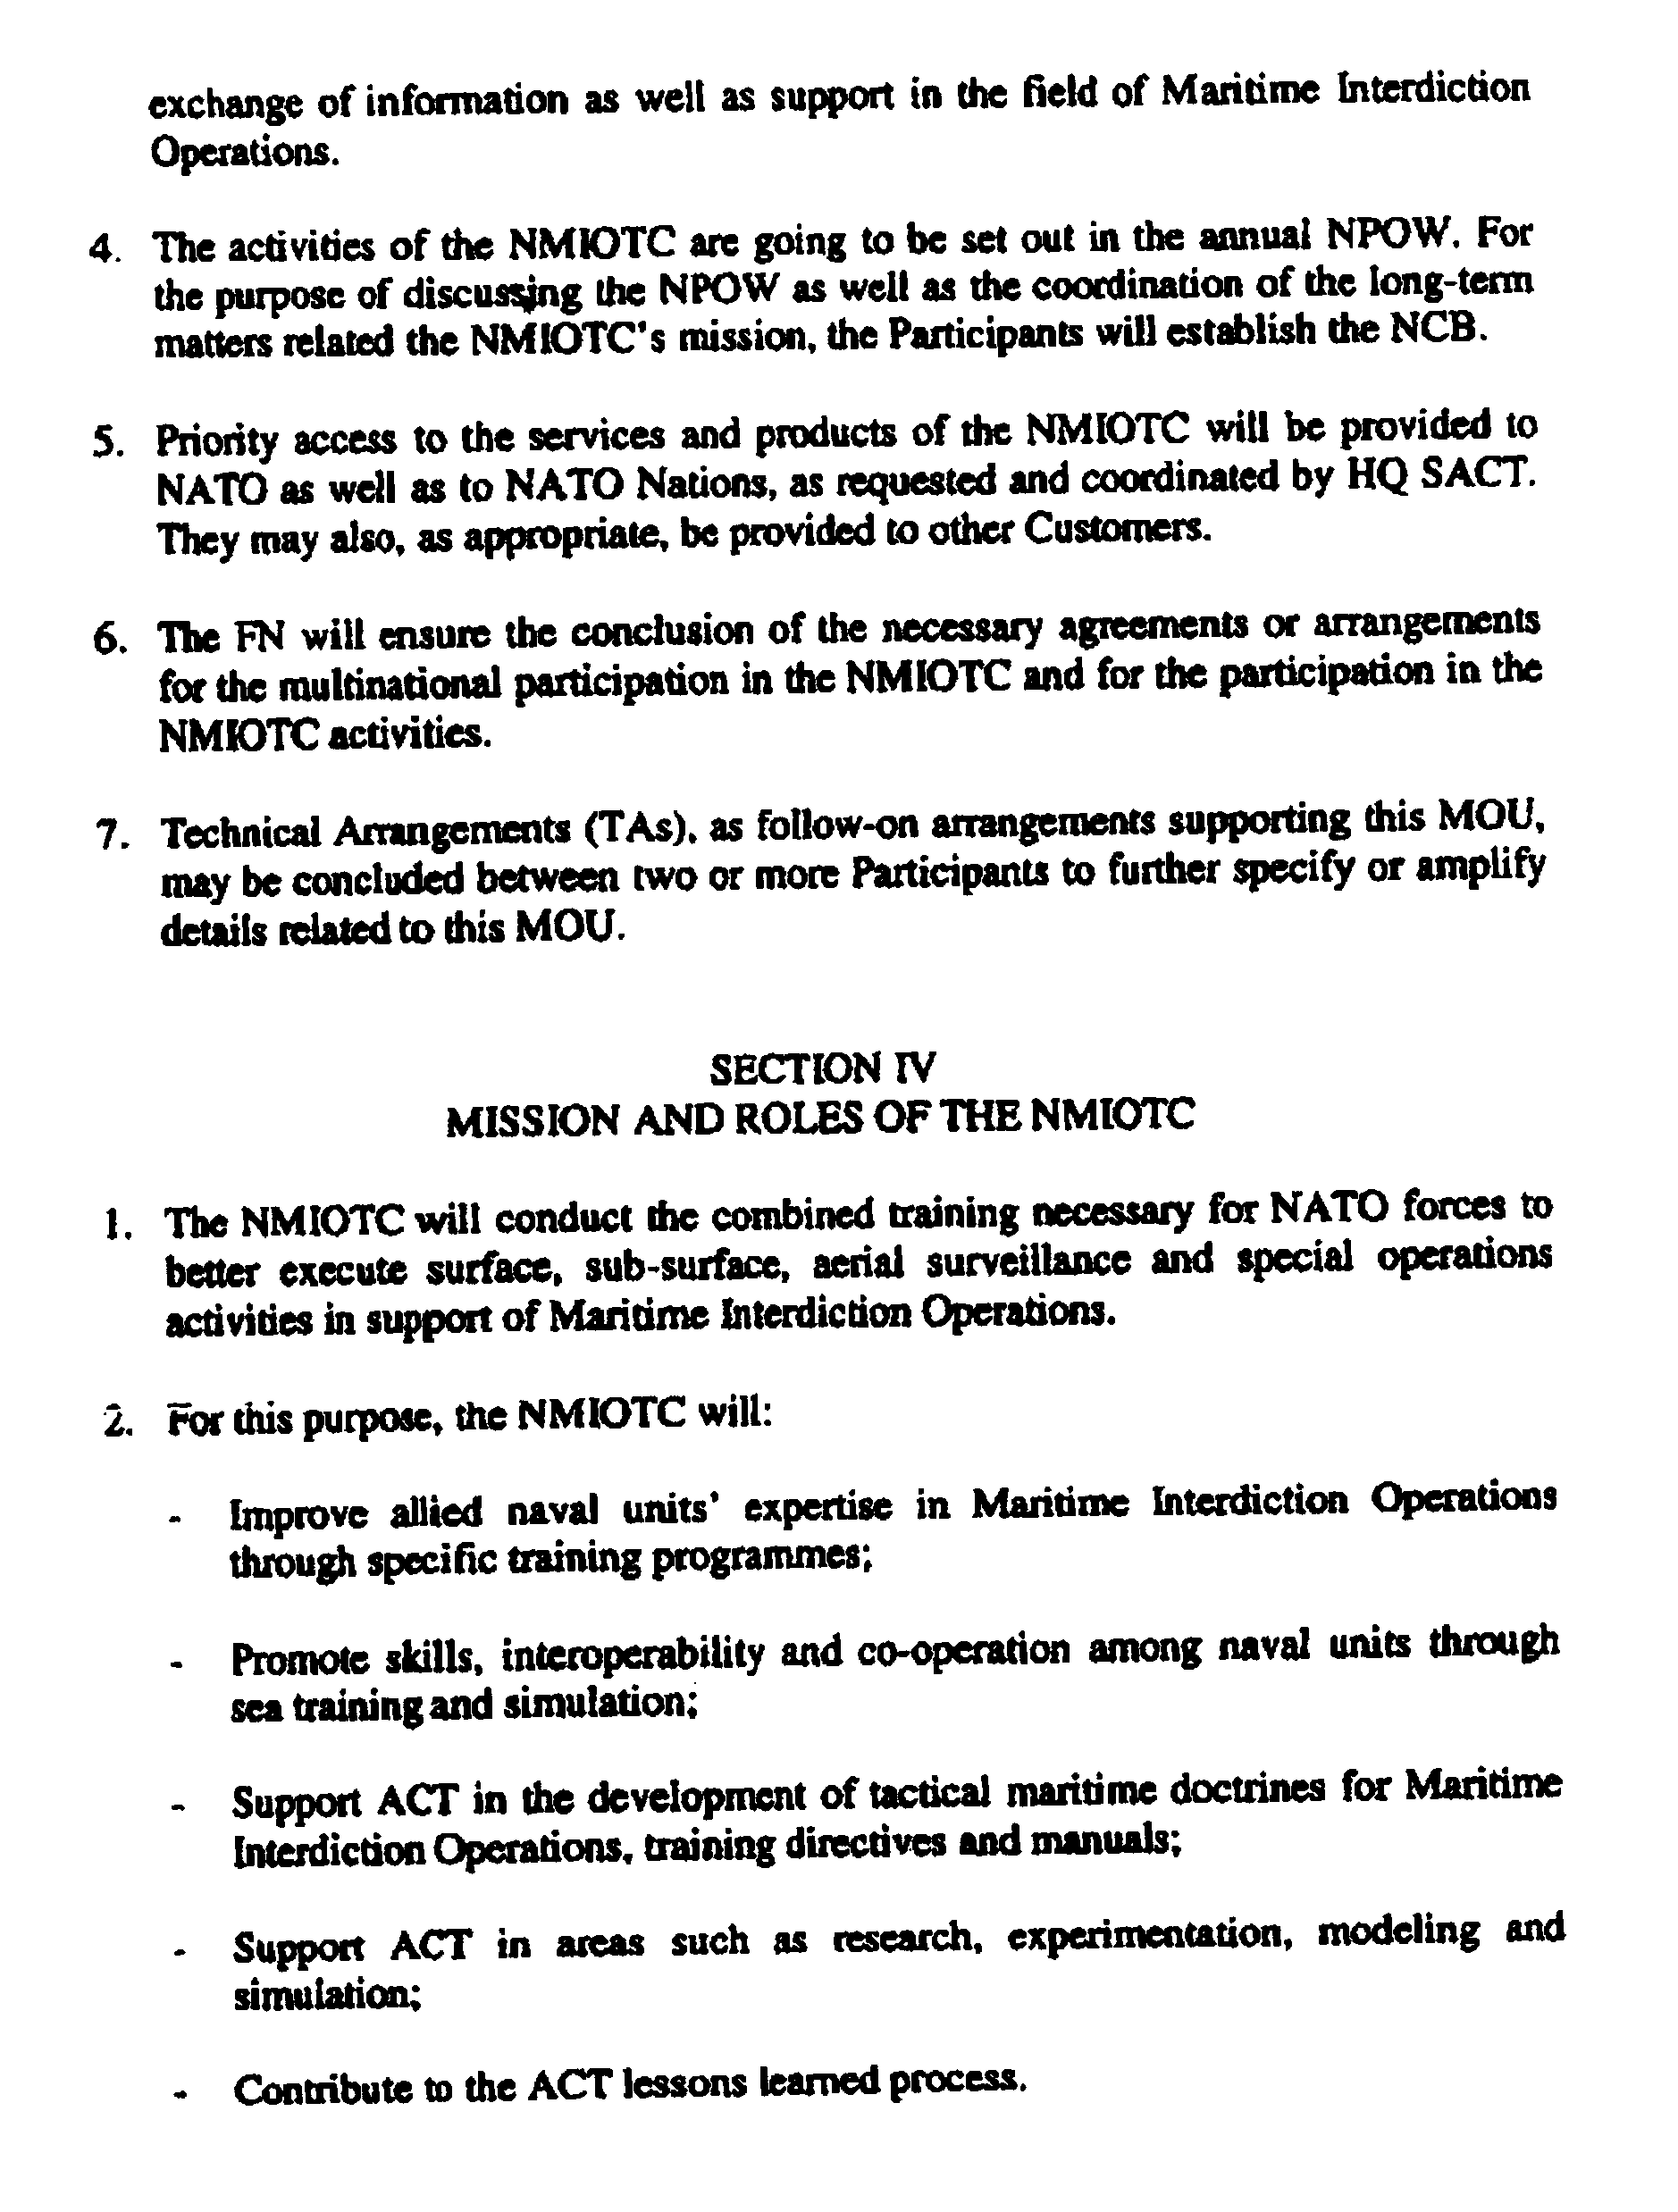 exchange of information as well as support in the field of Maritime Interdiction
Operations.
4. The activities of the NMIOTC are going to be set out in the annual NPOW. For
the purpose of discussing the NPOW as well as the coordination of the long-term
matters related the NMIOTC's mission, the Participants will establish the NCB.
5. Priority access to the services and products of the NMIOTC will be provided to
NATO as well as to NATO Nations, as requested and coordinated by HQ SACT.
They may also, as appropriate, be provided to other Customers.
6. The FN will ensure the conclusion of the necessary agreements or arrangements
for the multinational participation in the NMIOTC and for the participation in the
NMIOTC activities.
7. Technical Arrangements (TAs), as follow-on arrangements supporting this MOU,
may be concluded between two or more Participants to further specify or amplify
details related to this MOU.
SECTION IV
MISSION AND ROLES OF THE NMIOTC
1. The NMIOTC will conduct the combined training necessary for NATO forces to
better execute surface, sub-surface, aerial surveillance and special operations
activities in support of Maritime Interdiction Operations.
2. For this purpose, the NMIOTC will:
- Improve allied naval units' expertise in Maritime Interdiction Operations
through specific training programmes;
- Promote skills, interoperability and co-operation among naval units through
sea training and simulation;
- Support ACT in the development of tactical maritime doctrines for Maritime
Interdiction Operations, training directives and manuals;
- Support ACT in areas such as research, experimentation, modeling and
simulation;
- Contribute to the ACT lessons learned process.